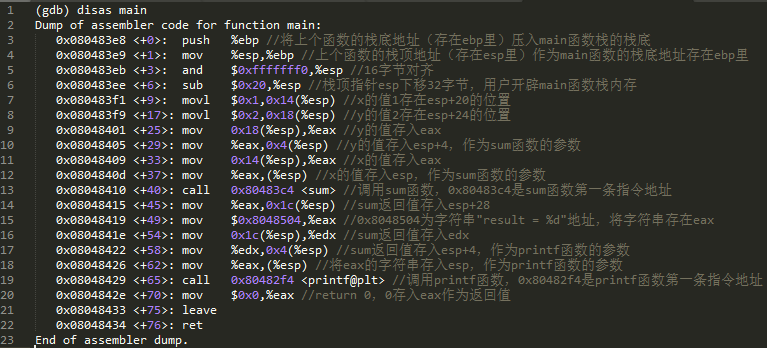 1 (gdb) disas main
2 Dump of assembler code for function main:
3 0x080483e8 <+0>: push %ebp //将上个函数的栈底地址（存在ebp里）压入main函数栈的栈底
4 0x080483e9 <+1>: mov %esp,%ebp //上个函数的栈顶地址（存在esp里）作为main函数的栈底地址存在ebp里
5 0x080483eb <+3>: and $0xfffffff0,%esp //16字节对齐
6 0x080483ee <+6>: sub $0x20,%esp //栈顶指针esp下移32字节，用户开辟main函数栈内存
7 0x080483f1 <+9>: movl $0x1,0x14(%esp) //x的值1存在esp+20的位置
8 0x080483f9 <+17>: movl $0x2,0x18(%esp) //y的值2存在esp+24的位置
9 0x08048401 <+25>: mov 0x18(%esp),%eax //y的值存入eax
10 0x08048405 <+29>: mov %eax,0x4(%esp) //y的值存入esp+4，作为sum函数的参数
11 0x08048409 <+33>: mov 0x14(%esp),%eax //x的值存入eax
12 0x0804840d <+37>: mov %eax,(%esp) //x的值存入esp，作为sum函数的参数
13 0x08048410 <+40>: call 0x80483c4 <sum> //调用sum函数，0x80483c4是sum函数第一条指令地址
14 0x08048415 <+45>: mov %eax,0x1c(%esp) //sum返回值存入esp+28
15 0x08048419 <+49>: mov $0x8048504,%eax //0x8048504为字符串"result = %d"地址，将字符串存在eax
16 0x0804841e <+54>: mov 0x1c(%esp),%edx //sum返回值存入edx
17 0x08048422 <+58>: mov %edx,0x4(%esp) //sum返回值存入esp+4，作为printf函数的参数
18 0x08048426 <+62>: mov %eax,(%esp) //将eax的字符串存入esp，作为printf函数的参数
19 0x08048429 <+65>: call 0x80482f4 <printf@plt> //调用printf函数，0x80482f4是printf函数第一条指令地址
20 0x0804842e <+70>: mov $0x0,%eax //return 0，0存入eax作为返回值
21 0x08048433 <+75>: leave
22 0x08048434 <+76>: ret
23 End of assembler dump.